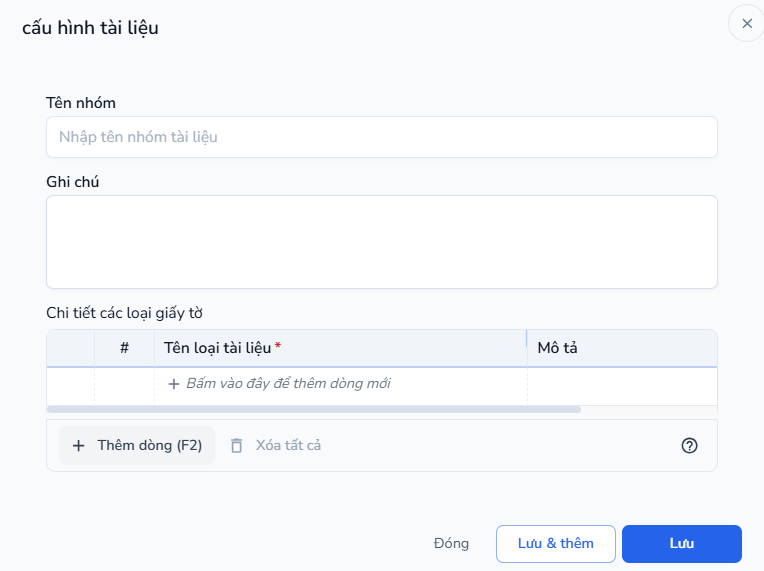 cấu hình tài liệu
Tên nhóm
Nhập tên nhóm tài liệu
Ghi chú
Chi tiết các loại giấy tờ
# Tên loại tài liệu * Mô tả
+ Bấm vào đây để thêm dòng mới
+ Thêm dòng (F2) Xóa tất cả
Đóng Lưu & thêm Lưu